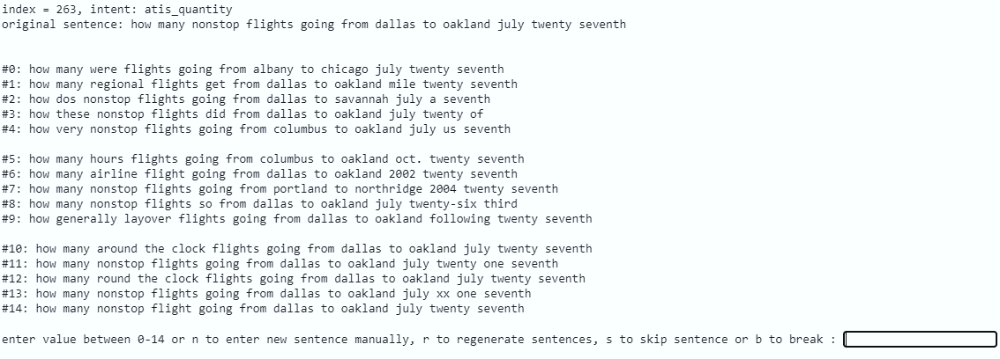 index = 263, intent: atis_quantity
original sentence: how many nonstop flights going from dallas to oakland july twenty seventh
#0: how many were flights going from albany to chicago july twenty seventh
#1: how many regional flights get from dallas to oakland mile twenty seventh
#2: how dos nonstop flights going from dallas to savannah july a seventh
#3: how these nonstop flights did from dallas to oakland july twenty of
#4: how very nonstop flights going from columbus to oakland july us seventh
#5: how many hours flights going from columbus to oakland oct. twenty seventh
#6: how many airline flight going from dallas to oakland 2002 twenty seventh
#7: how many nonstop flights going from portland to northridge 2004 twenty seventh
#8: how many nonstop flights so from dallas to oakland july twenty-six third
#9: how generally layover flights going from dallas to oakland following twenty seventh
#10: how many around the clock flights going from dallas to oakland july twenty seventh
#11: how many nonstop flights going from dallas to oakland july twenty one seventh
#12: how many round the clock flights going from dallas to oakland july twenty seventh
#13: how many nonstop flights going from dallas to oakland july xx one seventh
#14: how many nonstop flight going from dallas to oakland july twenty seventh
enter value between 0-14 or n to enter new sentence manually, r to regenerate sentences, s to skip sentence or b to break :